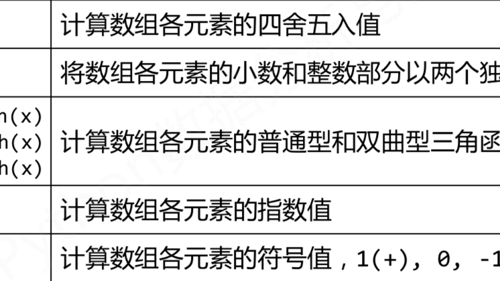 计算数组各元素的四舍五入值
将数组各元素的小数和整数部分以两个独
n(x)
h(x)
计算数组各元素的普通型和双曲型三角函
h(x)
计算数组各元素的指数值
计算数组各元素的符号值，1(+), 0, -1